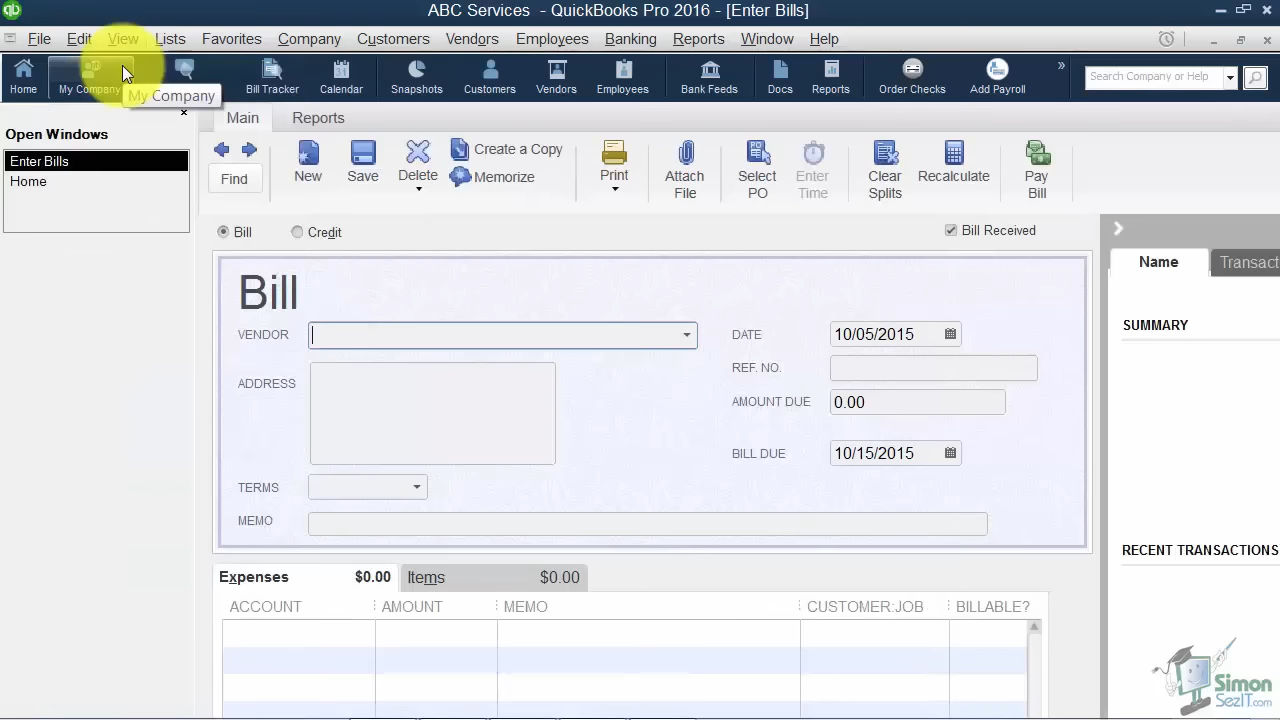 ABC Services - QuickBooks Pro 2016 - [Enter Bills]
File Edit View Lists Favorites Company Customers Vendors Employees Banking Reports Window Help
Home My Company Bill Tracker Calendar Snapshots Customers Vendors Employees Bank Feeds Docs Reports Order Checks Add Payroll » Search Company or Help
My Company
Open Windows
Enter Bills
Home
Main Reports
Find New Save Delete Create a Copy
Memorize
Print Attach File Select PO Enter Time Clear Splits Recalculate Pay Bill
Bill Credit Bill Received
Bill
VENDOR
ADDRESS
TERMS
MEMO
DATE 10/05/2015
REF. NO.
AMOUNT DUE 0.00
BILL DUE 10/15/2015
Expenses $0.00 Items $0.00
ACCOUNT AMOUNT MEMO CUSTOMER:JOB BILLABLE?
Name Transact
SUMMARY
RECENT TRANSACTIONS
Simon
SezIT.com